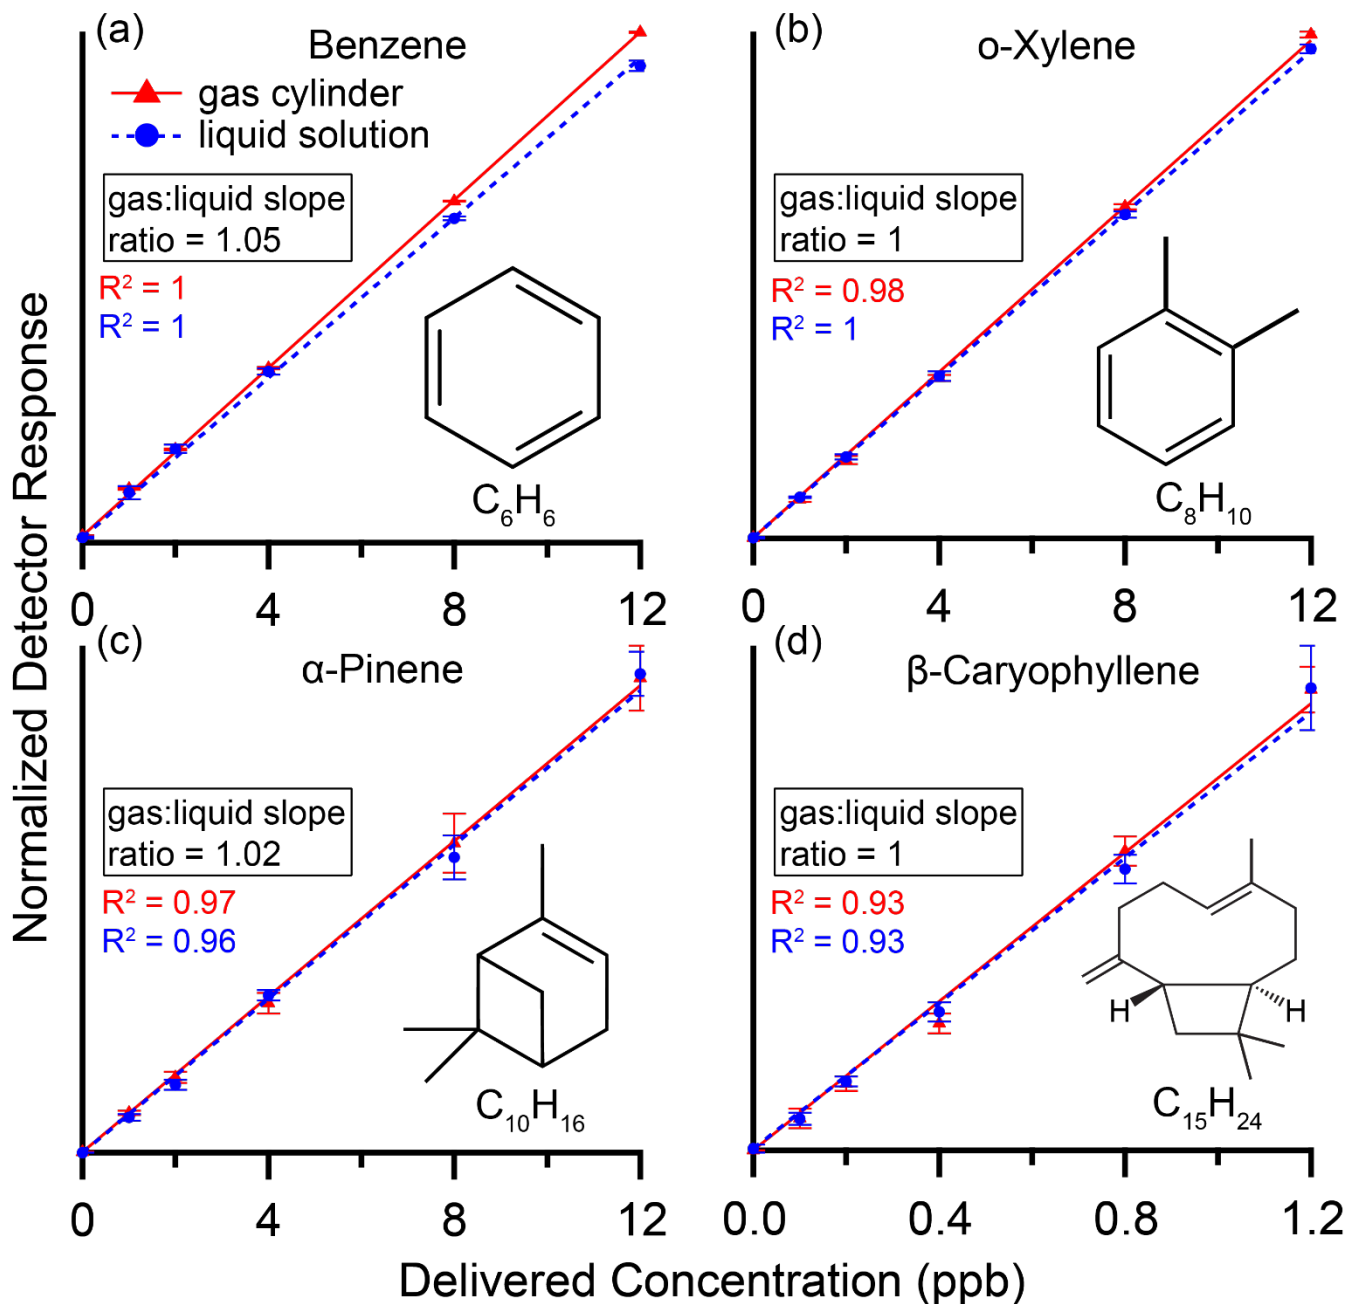 Normalized Detector Response
(a)
Benzene
gas cylinder
liquid solution
gas:liquid slope
ratio = 1.05
R² = 1
R² = 1
C₆H₆
0 4 8 12
(b)
o-Xylene
gas:liquid slope
ratio = 1
R² = 0.98
R² = 1
C₈H₁₀
0 4 8 12
(c)
α-Pinene
gas:liquid slope
ratio = 1.02
R² = 0.97
R² = 0.96
C₁₀H₁₆
0 4 8 12
(d)
β-Caryophyllene
gas:liquid slope
ratio = 1
R² = 0.93
R² = 0.93
H H
C₁₅H₂₄
0.0 0.4 0.8 1.2
Delivered Concentration (ppb)